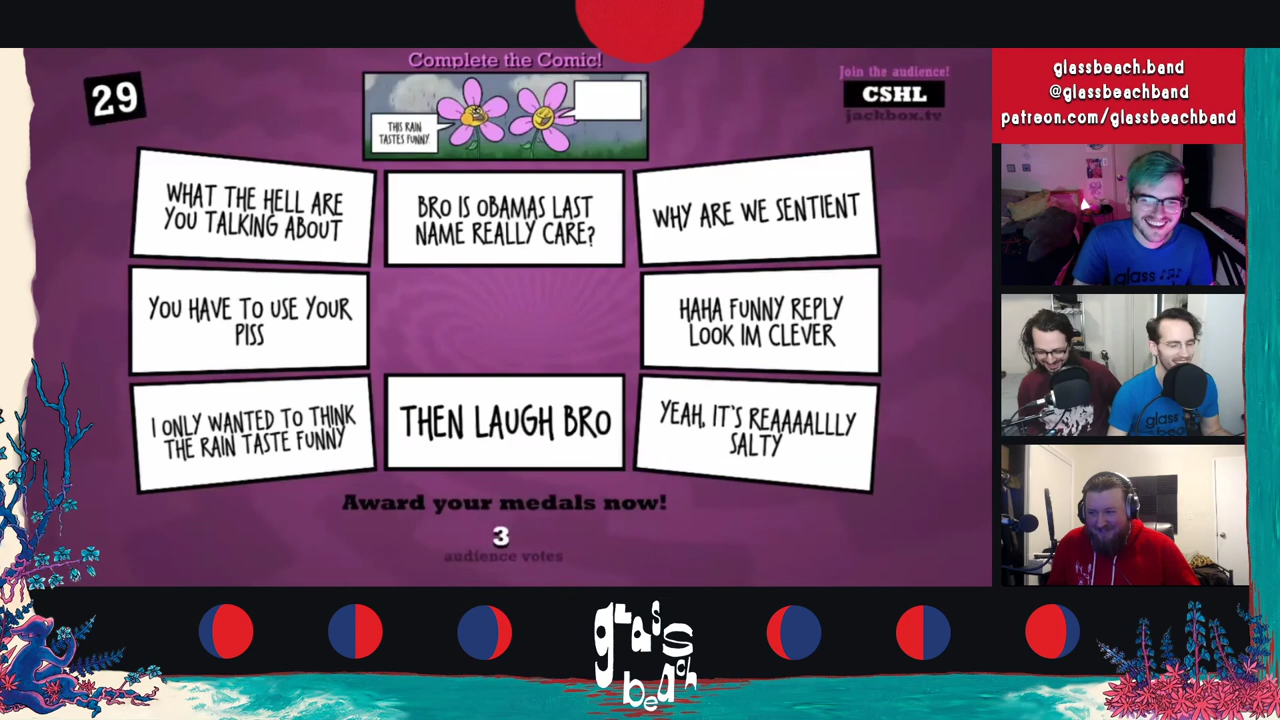 Complete the Comic!
29
THIS RAIN
TASTES FUNNY
Join the audience!
CSHL
jackbox.tv
glassbeach.band
@glassbeachband
patreon.com/glassbeachband
WHAT THE HELL ARE
YOU TALKING ABOUT
BRO IS OBAMAS LAST
NAME REALLY CARE?
WHY ARE WE SENTIENT
YOU HAVE TO USE YOUR
PISS
HAHA FUNNY REPLY
LOOK IM CLEVER
I ONLY WANTED TO THINK
THE RAIN TASTE FUNNY
THEN LAUGH BRO
YEAH, IT'S REAAAALLLY
SALTY
Award your medals now!
3
audience votes
glass
glass
glass
beach